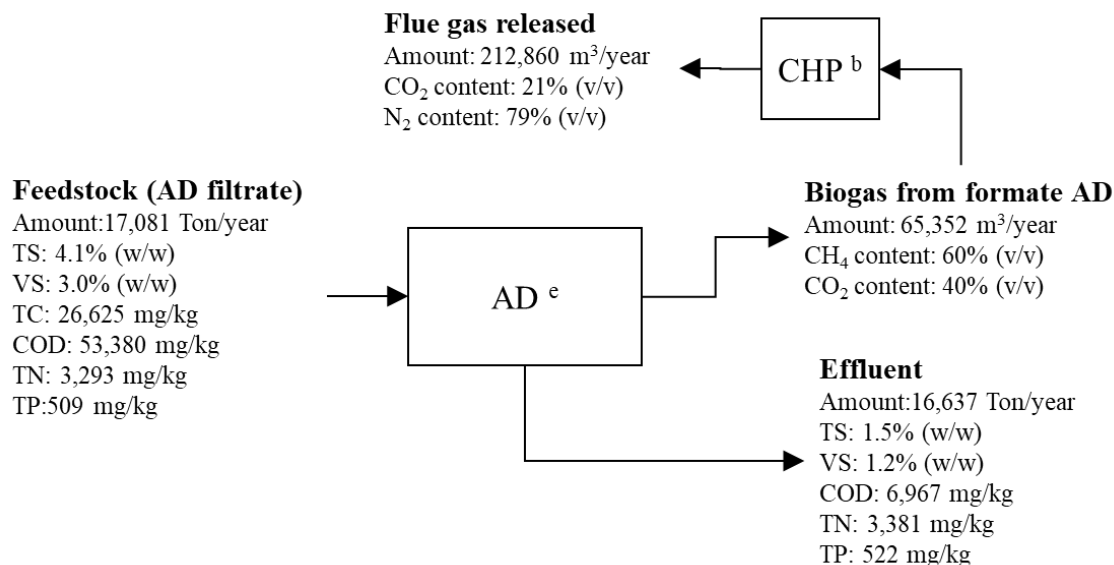 Flue gas released
Amount: 212,860 m³/year
CO₂ content: 21% (v/v)
N₂ content: 79% (v/v)
CHP ᵇ
Feedstock (AD filtrate)
Amount:17,081 Ton/year
TS: 4.1% (w/w)
VS: 3.0% (w/w)
TC: 26,625 mg/kg
COD: 53,380 mg/kg
TN: 3,293 mg/kg
TP:509 mg/kg
AD ᵉ
Biogas from formate AD
Amount: 65,352 m³/year
CH₄ content: 60% (v/v)
CO₂ content: 40% (v/v)
Effluent
Amount:16,637 Ton/year
TS: 1.5% (w/w)
VS: 1.2% (w/w)
COD: 6,967 mg/kg
TN: 3,381 mg/kg
TP: 522 mg/kg